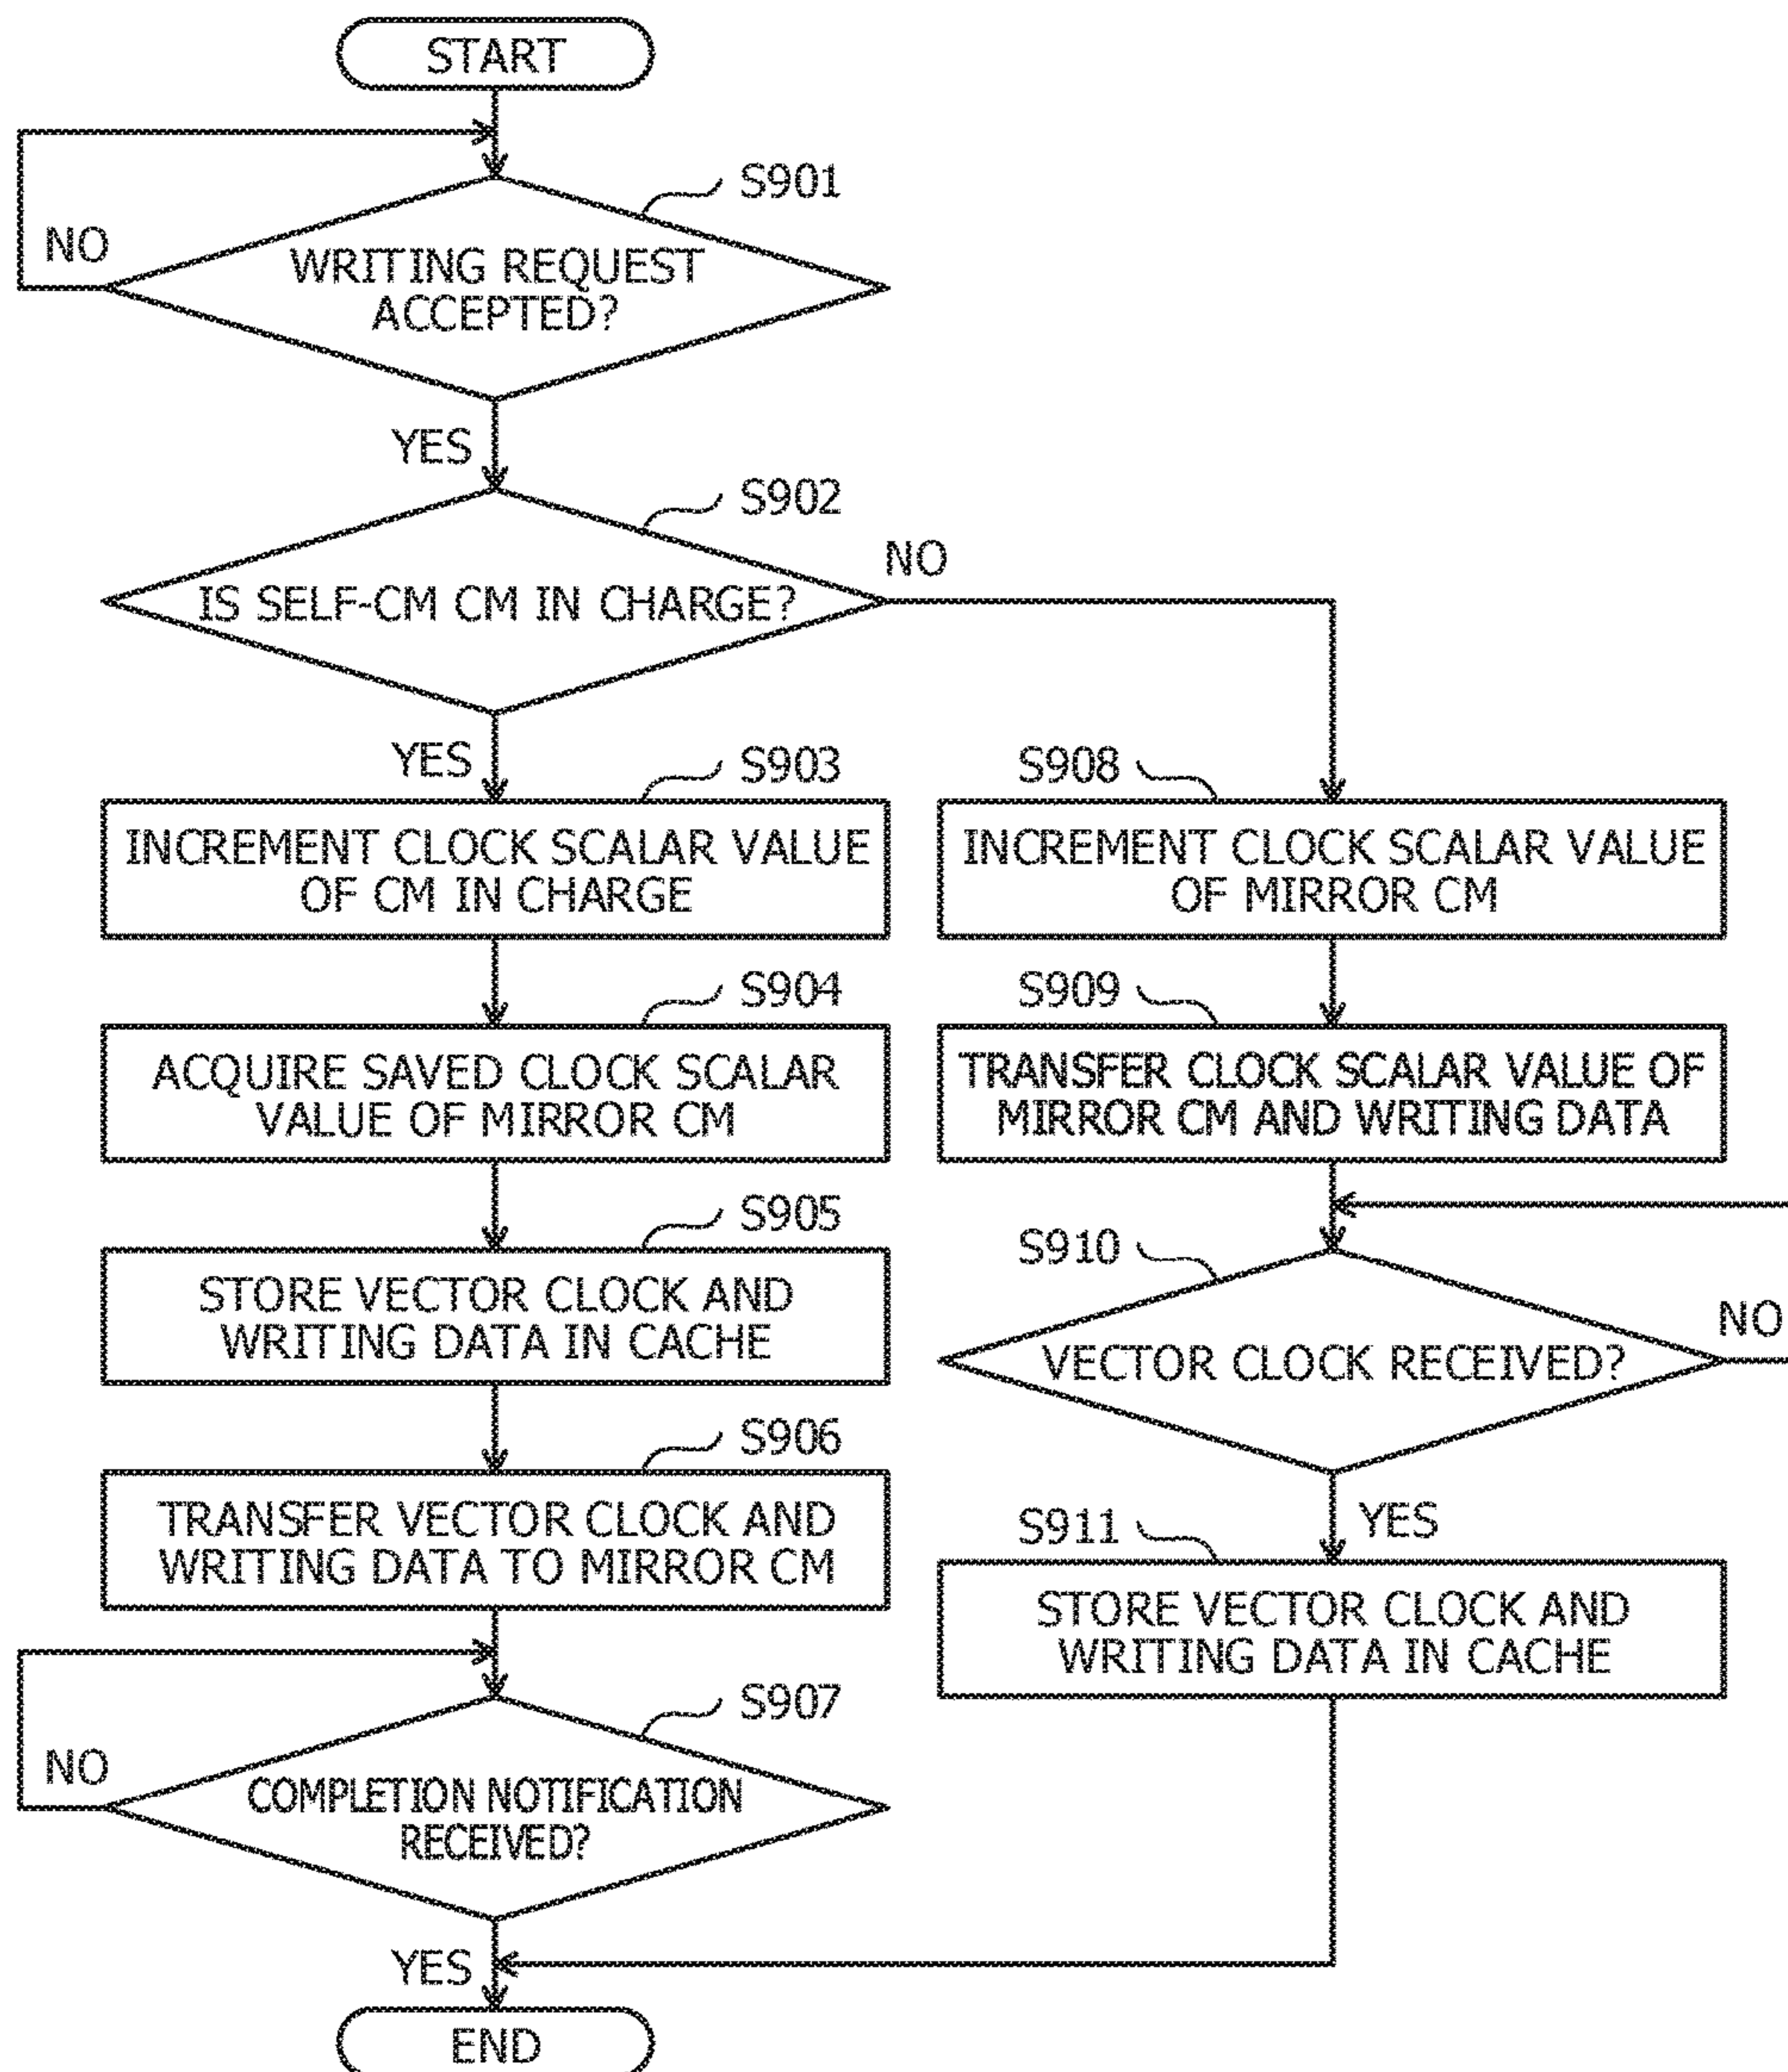 START
S901
NO
WRITING REQUEST
ACCEPTED?
YES
S902
NO
IS SELF-CM CM IN CHARGE?
YES
S903
INCREMENT CLOCK SCALAR VALUE
OF CM IN CHARGE
S904
ACQUIRE SAVED CLOCK SCALAR
VALUE OF MIRROR CM
S905
STORE VECTOR CLOCK AND
WRITING DATA IN CACHE
S906
TRANSFER VECTOR CLOCK AND
WRITING DATA TO MIRROR CM
S907
NO
COMPLETION NOTIFICATION
RECEIVED?
YES
S908
INCREMENT CLOCK SCALAR VALUE
OF MIRROR CM
S909
TRANSFER CLOCK SCALAR VALUE OF
MIRROR CM AND WRITING DATA
S910
NO
VECTOR CLOCK RECEIVED?
YES
S911
STORE VECTOR CLOCK AND
WRITING DATA IN CACHE
END